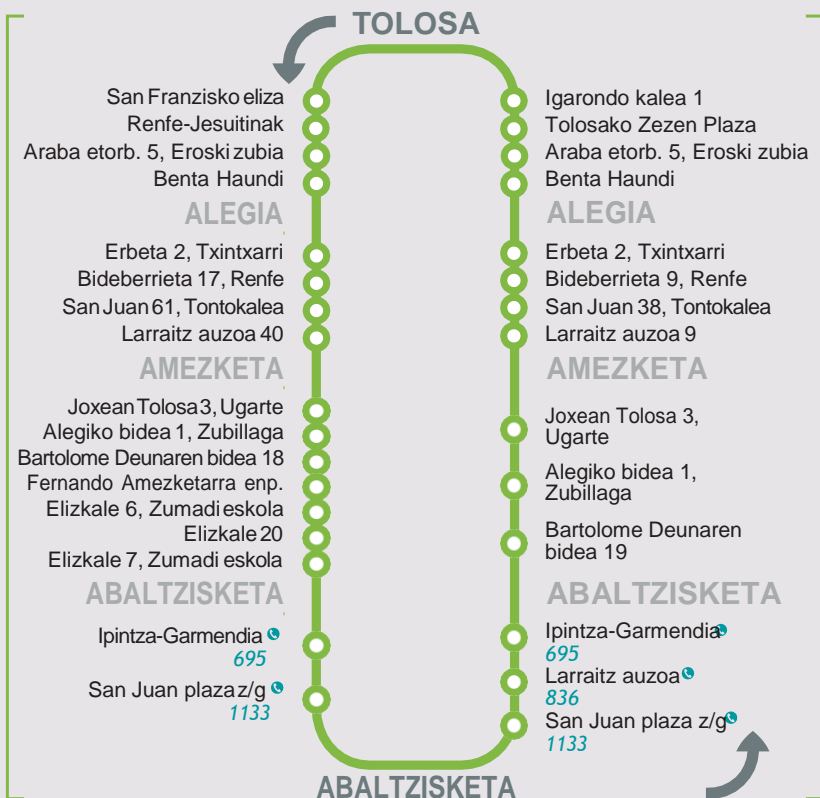 TOLOSA
San Franzisko eliza
Renfe-Jesuitinak
Araba etorb. 5, Eroski zubia
Benta Haundi
ALEGIA
Erbeta 2, Txintxarri
Bideberrieta 17, Renfe
San Juan 61, Tontokalea
Larraitz auzoa 40
AMEZKETA
Joxean Tolosa 3, Ugarte
Alegiko bidea 1, Zubillaga
Bartolome Deunaren bidea 18
Fernando Amezketarra enp.
Elizkale 6, Zumadi eskola
Elizkale 20
Elizkale 7, Zumadi eskola
ABALTZISKETA
Ipintza-Garmendia
695
San Juan plaza z/g
1133
Igarondo kalea 1
Tolosako Zezen Plaza
Araba etorb. 5, Eroski zubia
Benta Haundi
ALEGIA
Erbeta 2, Txintxarri
Bideberrieta 9, Renfe
San Juan 38, Tontokalea
Larraitz auzoa 9
AMEZKETA
Joxean Tolosa 3,
Ugarte
Alegiko bidea 1,
Zubillaga
Bartolome Deunaren
bidea 19
ABALTZISKETA
Ipintza-Garmendia
695
Larraitz auzoa
836
San Juan plaza z/g
1133
ABALTZISKETA